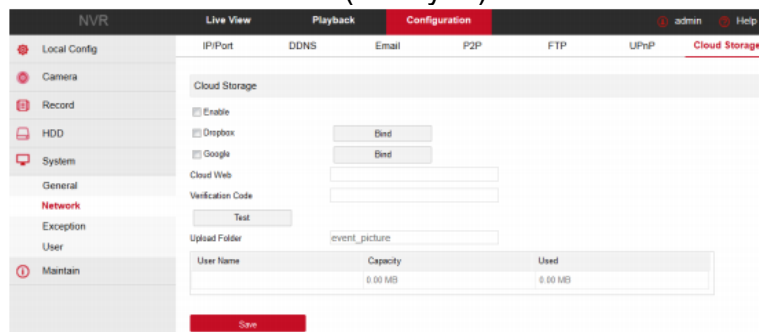 NVR Live View Playback Configuration admin Help
Local Config IP/Port DDNS Email P2P FTP UPnP Cloud Storage
Camera
Cloud Storage
Record
Enable
HDD
Dropbox Bind
System
Google Bind
General
Cloud Web
Network
Verification Code
Exception
Test
User
Upload Folder event_picture
Maintain
User Name Capacity Used
0.00 MB 0.00 MB
Save